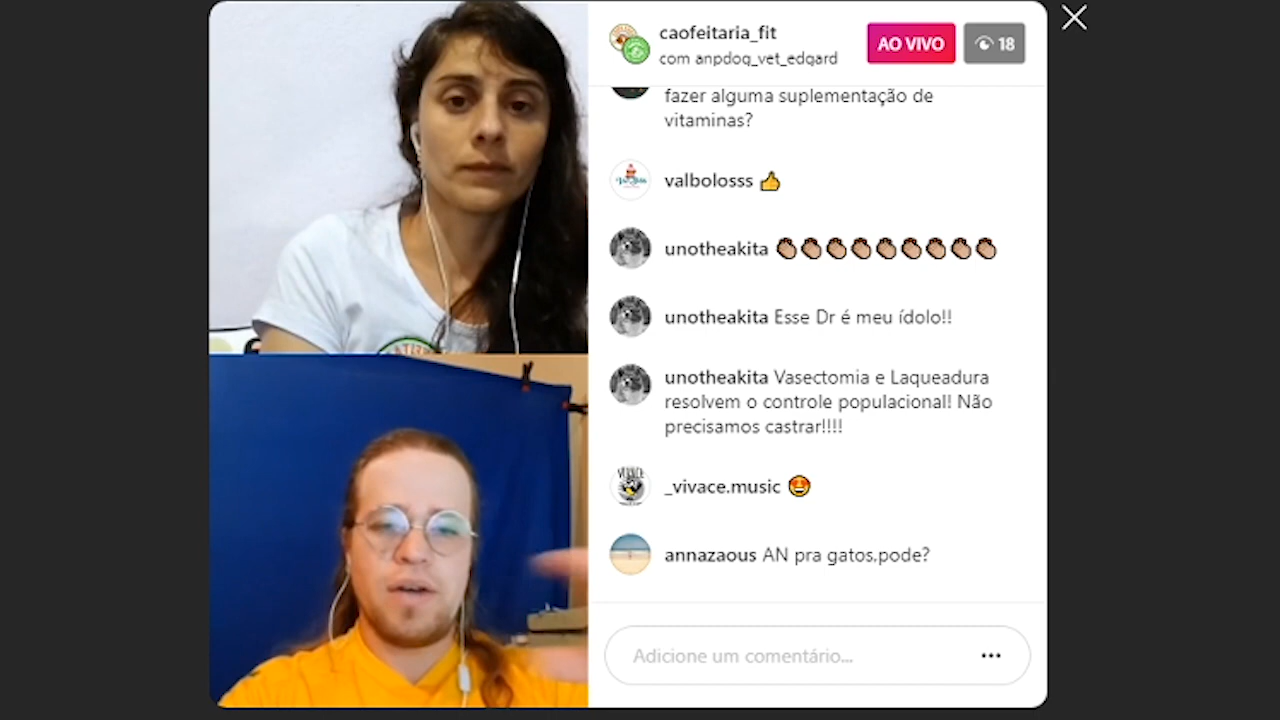 caofeitaria_fit
com anpdog_vet_edgard
AO VIVO
18
fazer alguma suplementação de
vitaminas?
valbolosss 👍
unotheakita 👏🏼👏🏼👏🏼👏🏼👏🏼👏🏼👏🏼👏🏼👏🏼
unotheakita Esse Dr é meu ídolo!!
unotheakita Vasectomia e Laqueadura
resolvem o controle populacional! Não
precisamos castrar!!!!
_vivace.music 🤩
annazaous AN pra gatos.pode?
Adicione um comentário...